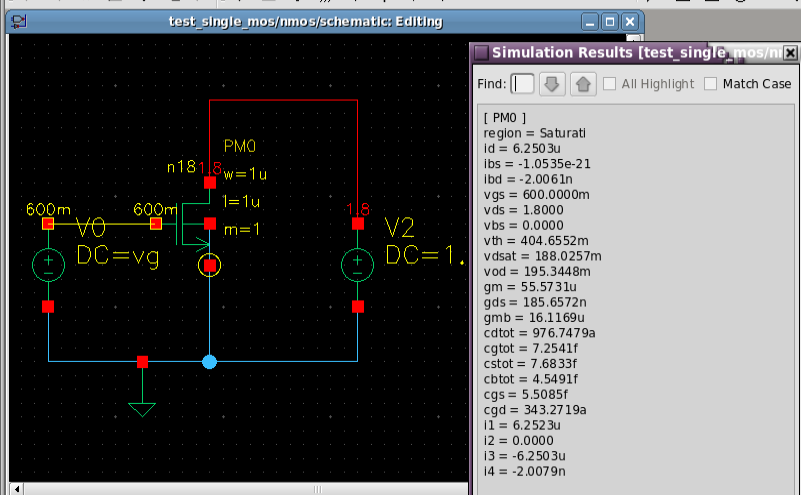 test_single_mos/nmos/schematic: Editing
PM0
n18
1.8
w=1u
l=1u
m=1
600m
600m
1.8
V0
DC=vg
V2
DC=1.
Simulation Results [test_single_mos/n
Find:
All Highlight
Match Case
[ PM0 ]
region = Saturati
id = 6.2503u
ibs = -1.0535e-21
ibd = -2.0061n
vgs = 600.0000m
vds = 1.8000
vbs = 0.0000
vth = 404.6552m
vdsat = 188.0257m
vod = 195.3448m
gm = 55.5731u
gds = 185.6572n
gmb = 16.1169u
cdtot = 976.7479a
cgtot = 7.2541f
cstot = 7.6833f
cbtot = 4.5491f
cgs = 5.5085f
cgd = 343.2719a
i1 = 6.2523u
i2 = 0.0000
i3 = -6.2503u
i4 = -2.0079n